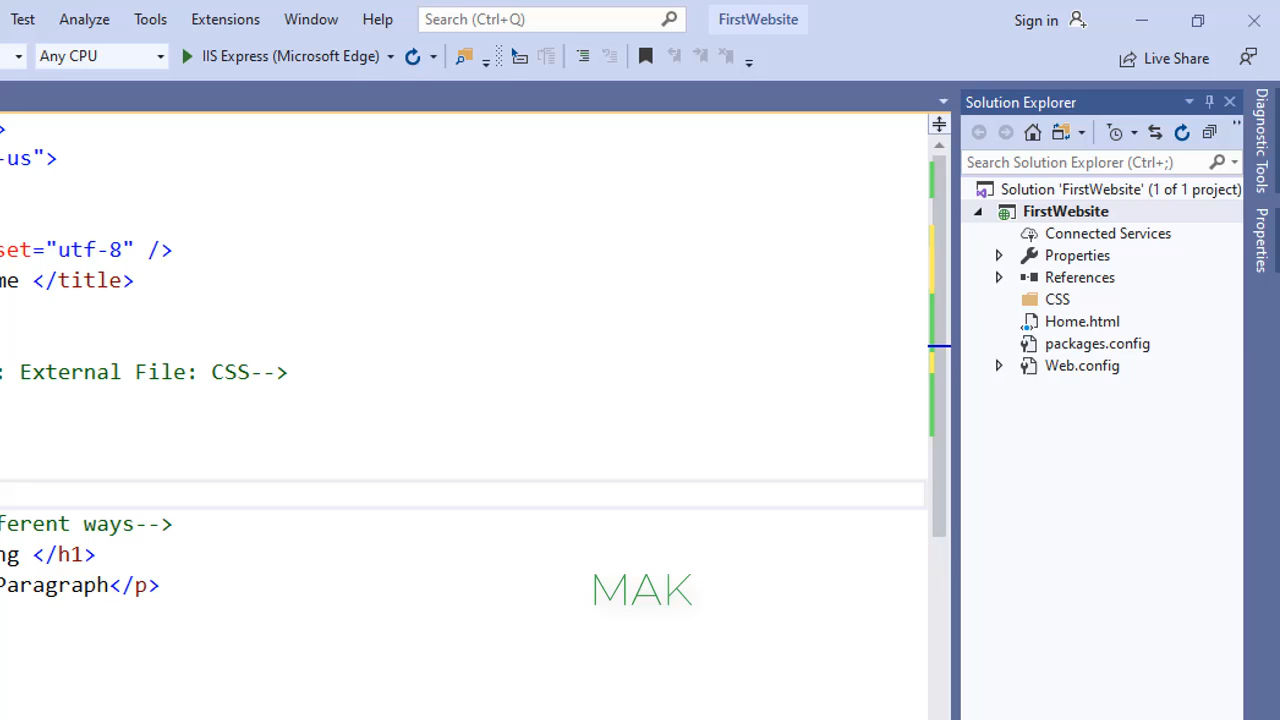 Test Analyze Tools Extensions Window Help Search (Ctrl+Q) FirstWebsite Sign in
Any CPU IIS Express (Microsoft Edge) Live Share
Solution Explorer
Search Solution Explorer (Ctrl+;)
Solution 'FirstWebsite' (1 of 1 project)
FirstWebsite
Connected Services
Properties
References
CSS
Home.html
packages.config
Web.config
Diagnostic Tools
Properties
>
-us">
set="utf-8" />
me </title>
: External File: CSS-->
ferent ways-->
ng </h1>
Paragraph</p>
MAK